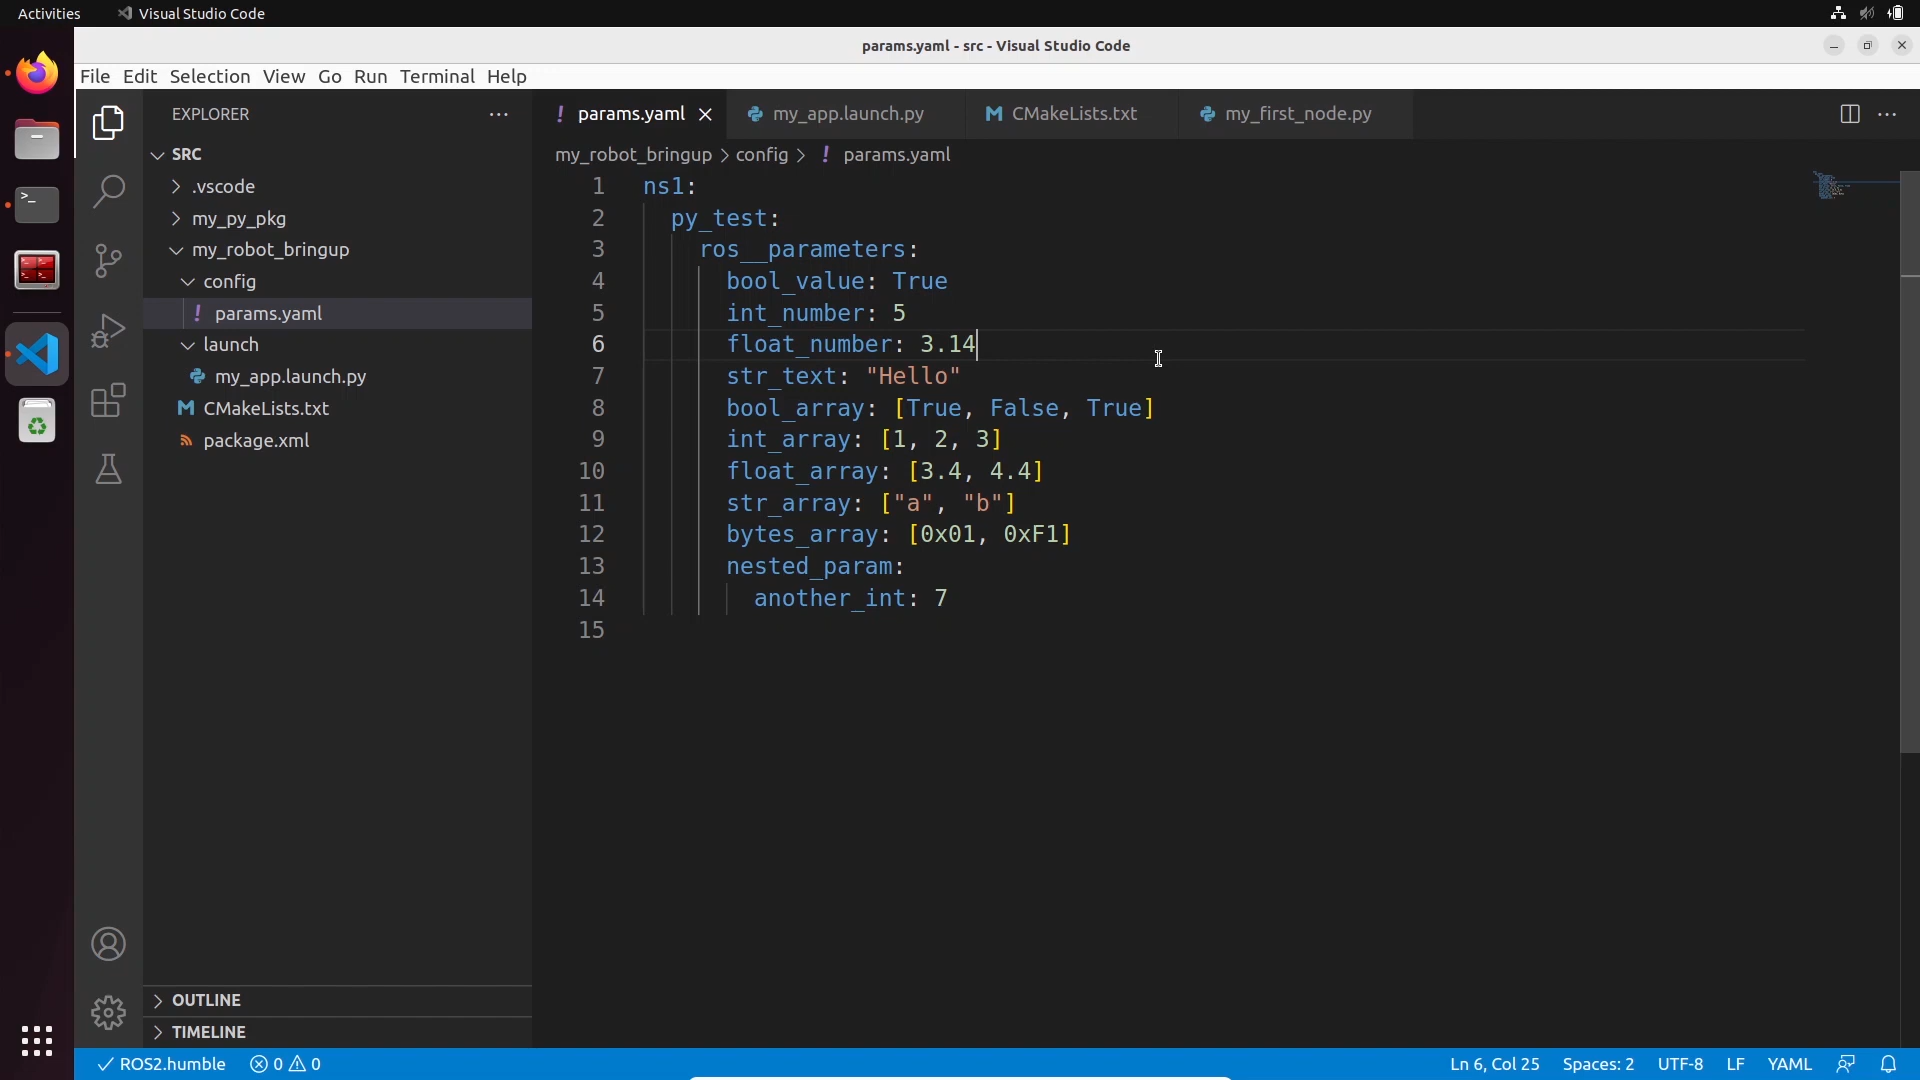 Activities
Visual Studio Code
params.yaml - src - Visual Studio Code
File Edit Selection View Go Run Terminal Help
EXPLORER
SRC
.vscode
my_py_pkg
my_robot_bringup
config
params.yaml
launch
my_app.launch.py
CMakeLists.txt
package.xml
OUTLINE
TIMELINE
params.yaml
my_app.launch.py
CMakeLists.txt
my_first_node.py
my_robot_bringup > config > ! params.yaml
1 ns1:
2 py_test:
3 ros__parameters:
4 bool_value: True
5 int_number: 5
6 float_number: 3.14
7 str_text: "Hello"
8 bool_array: [True, False, True]
9 int_array: [1, 2, 3]
10 float_array: [3.4, 4.4]
11 str_array: ["a", "b"]
12 bytes_array: [0x01, 0xF1]
13 nested_param:
14 another_int: 7
15
ROS2.humble 0 0 Ln 6, Col 25 Spaces: 2 UTF-8 LF YAML